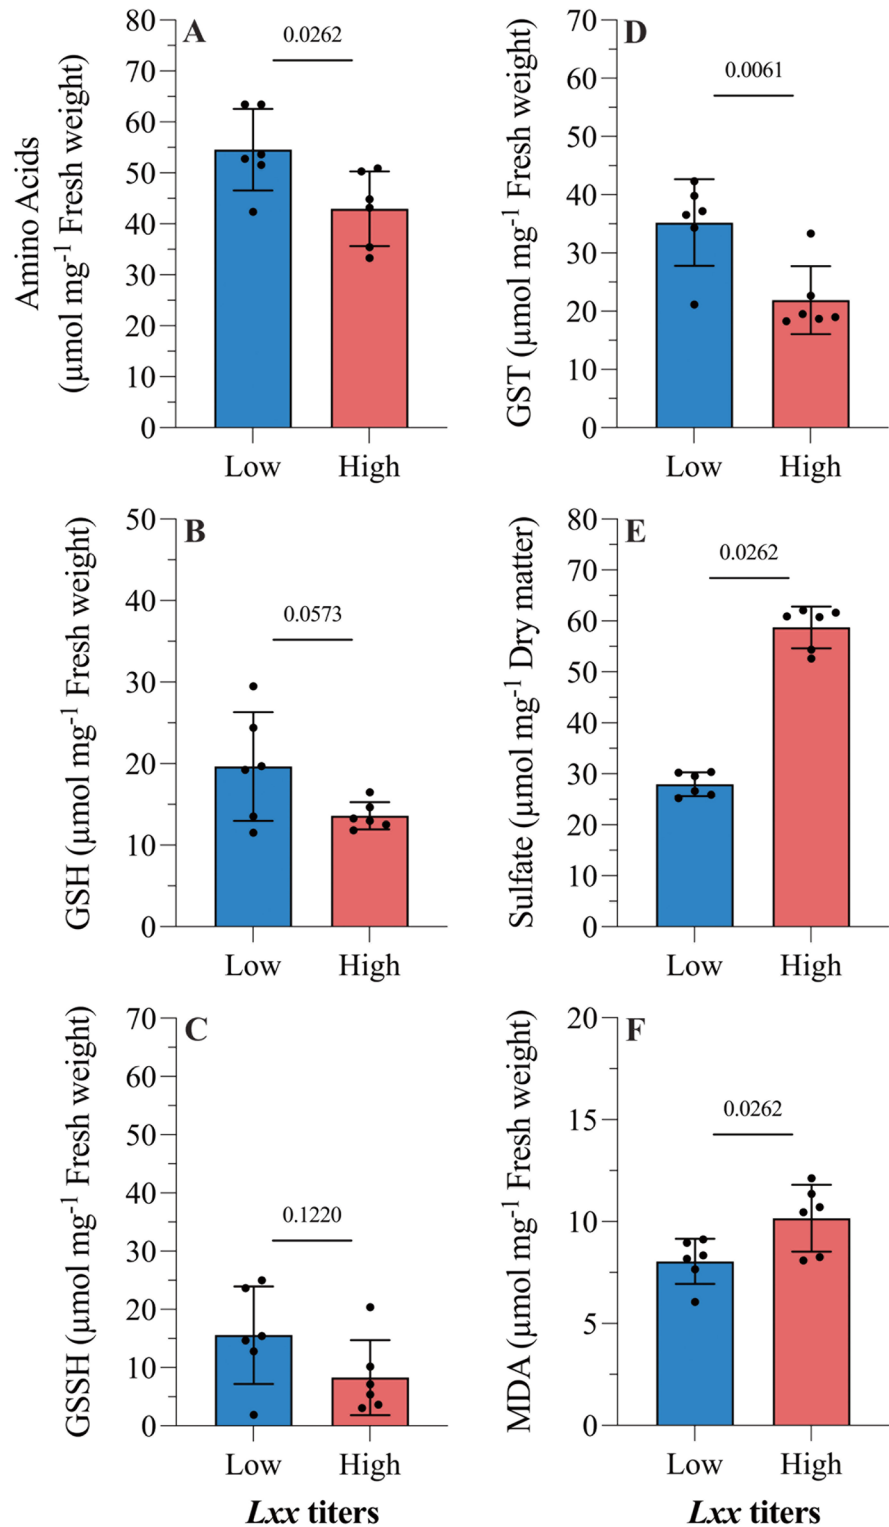 A
Amino Acids
(µmol mg-1 Fresh weight)
80
70
60
50
40
30
20
10
0
0.0262
Low
High
D
GST (µmol mg-1 Fresh weight)
70
60
50
40
30
20
10
0
0.0061
Low
High
B
GSH (µmol mg-1 Fresh weight)
50
40
30
20
10
0
0.0573
Low
High
E
Sulfate (µmol mg-1 Dry matter)
80
70
60
50
40
30
20
10
0
0.0262
Low
High
C
GSSH (µmol mg-1 Fresh weight)
70
60
50
40
30
20
10
0
0.1220
Low
High
Lxx titers
F
MDA (µmol mg-1 Fresh weight)
20
15
10
5
0
0.0262
Low
High
Lxx titers